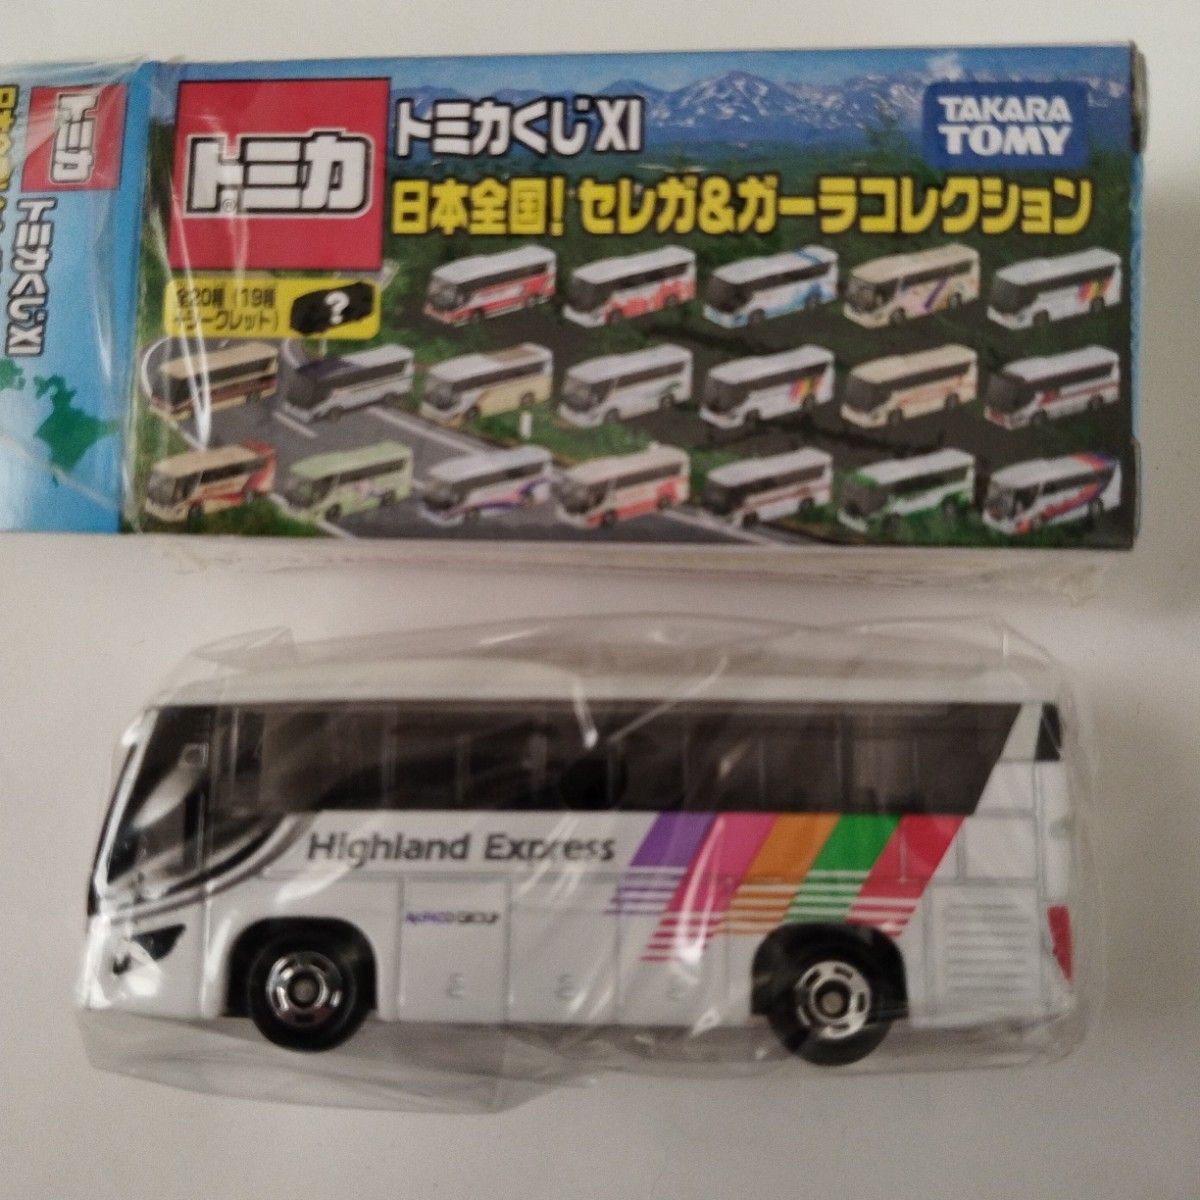 トミカ
トミカくじXI
トミカ®
トミカくじXI
TAKARA
TOMY
日本全国! セレガ&ガーラコレクション
全20種(19種
+シークレット)
?
Highland Express
ALPICO GROUP